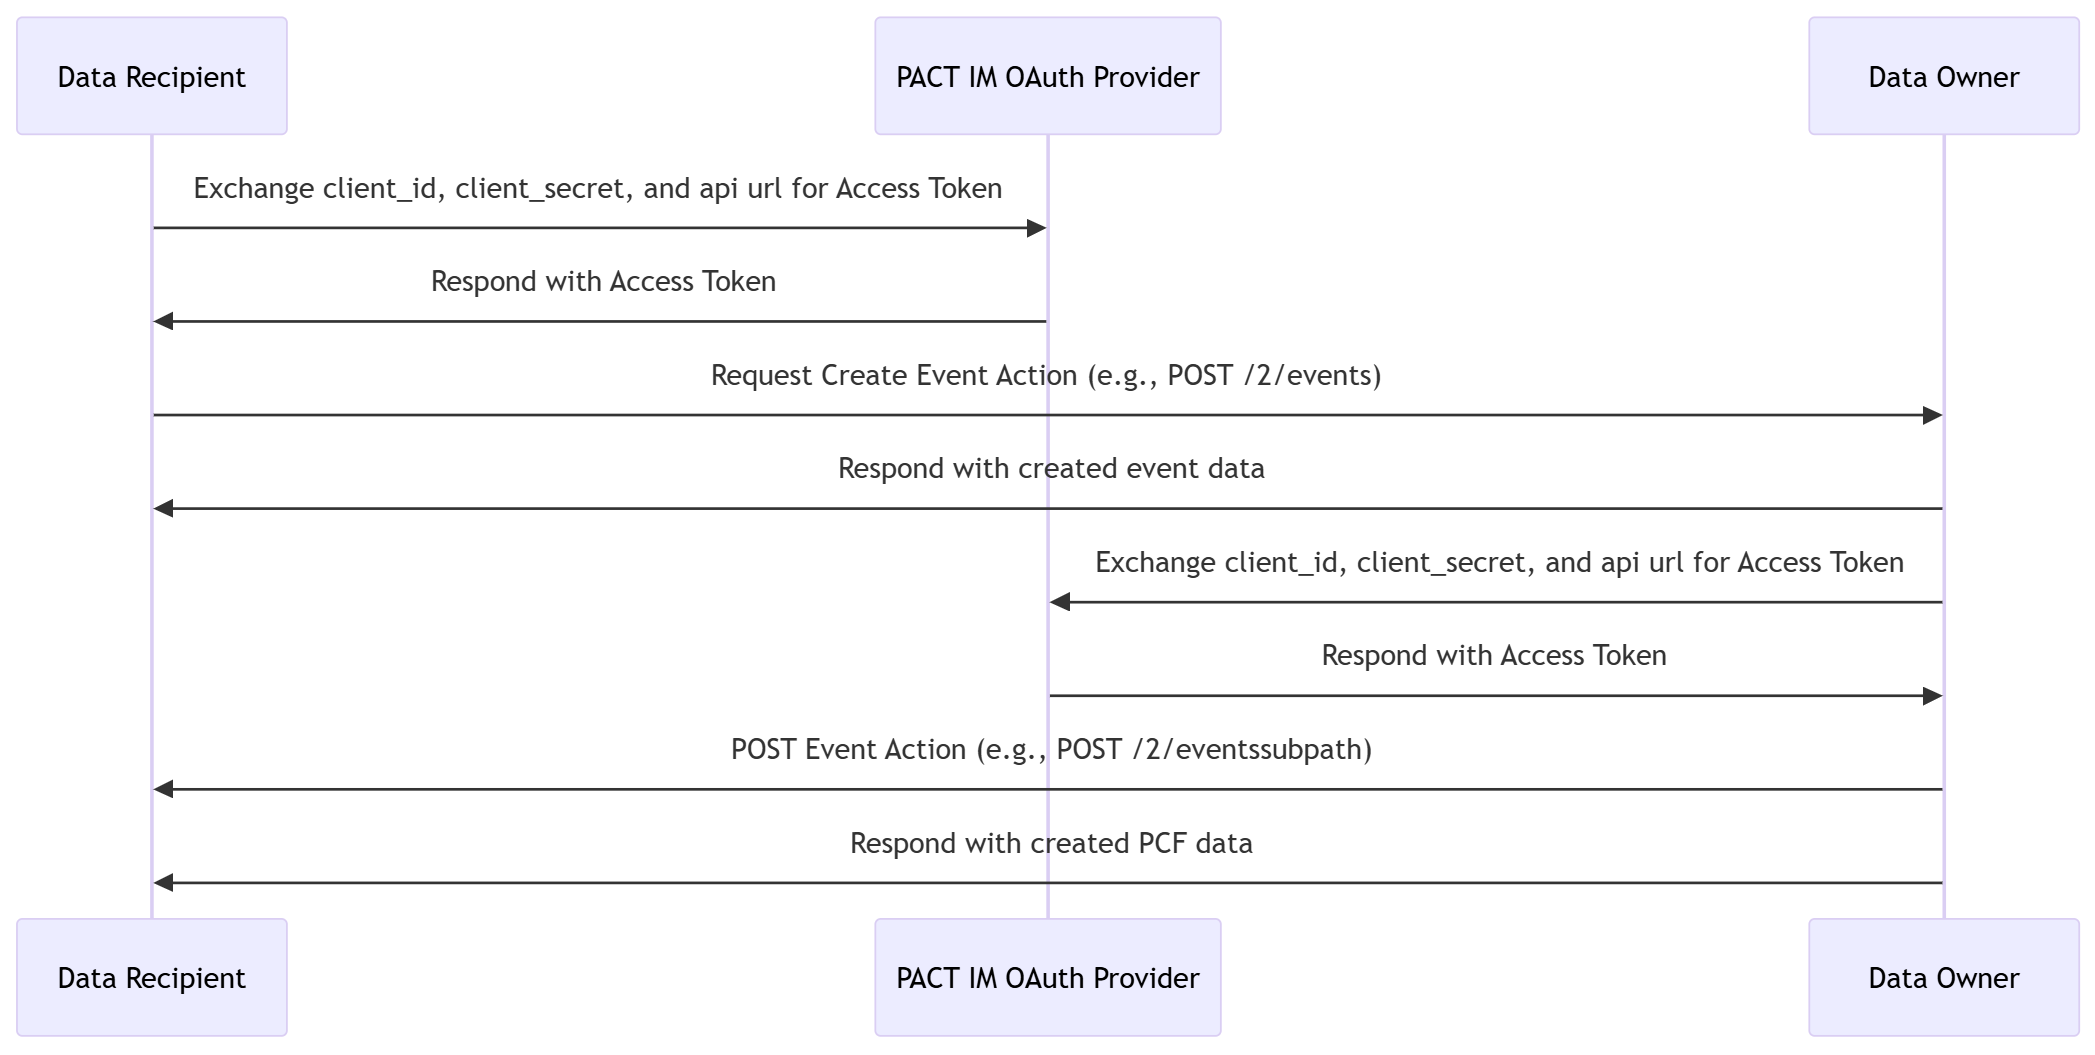 Data Recipient
PACT IM OAuth Provider
Data Owner
Exchange client_id, client_secret, and api url for Access Token
Respond with Access Token
Request Create Event Action (e.g., POST /2/events)
Respond with created event data
Exchange client_id, client_secret, and api url for Access Token
Respond with Access Token
POST Event Action (e.g., POST /2/eventssubpath)
Respond with created PCF data
Data Recipient
PACT IM OAuth Provider
Data Owner